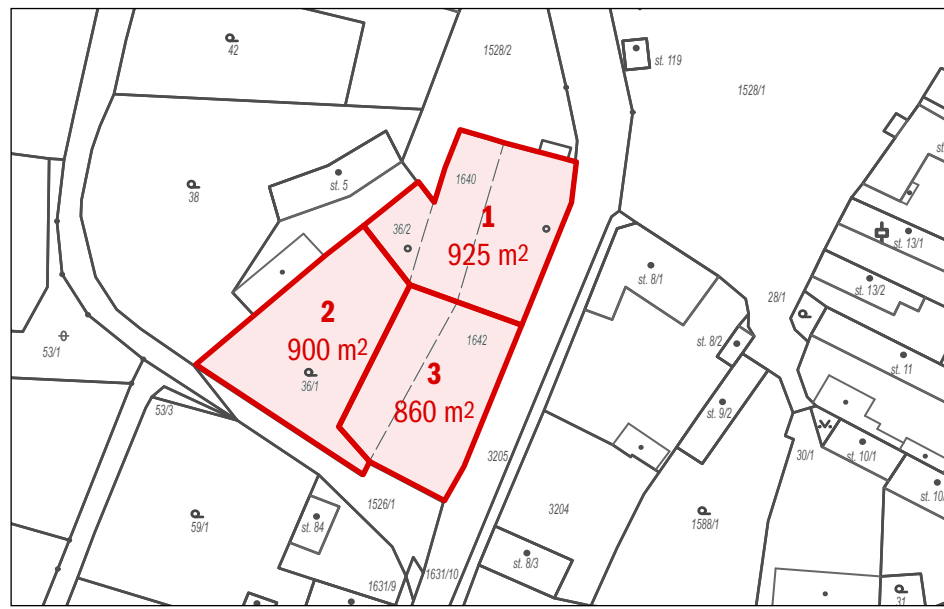 42
1528/2
st. 119
1528/1
38
st. 5
1640
36/2
1
925 m²
st. 13/1
st. 8/1
st. 13/2
28/1
2
900 m²
36/1
1642
3
860 m²
53/1
53/3
st. 8/2
st. 11
st. 9/2
3205
30/1
st. 10/1
59/1
st. 84
1526/1
3204
1588/1
st. 10/
st. 8/3
1631/9
1631/10
31
st.